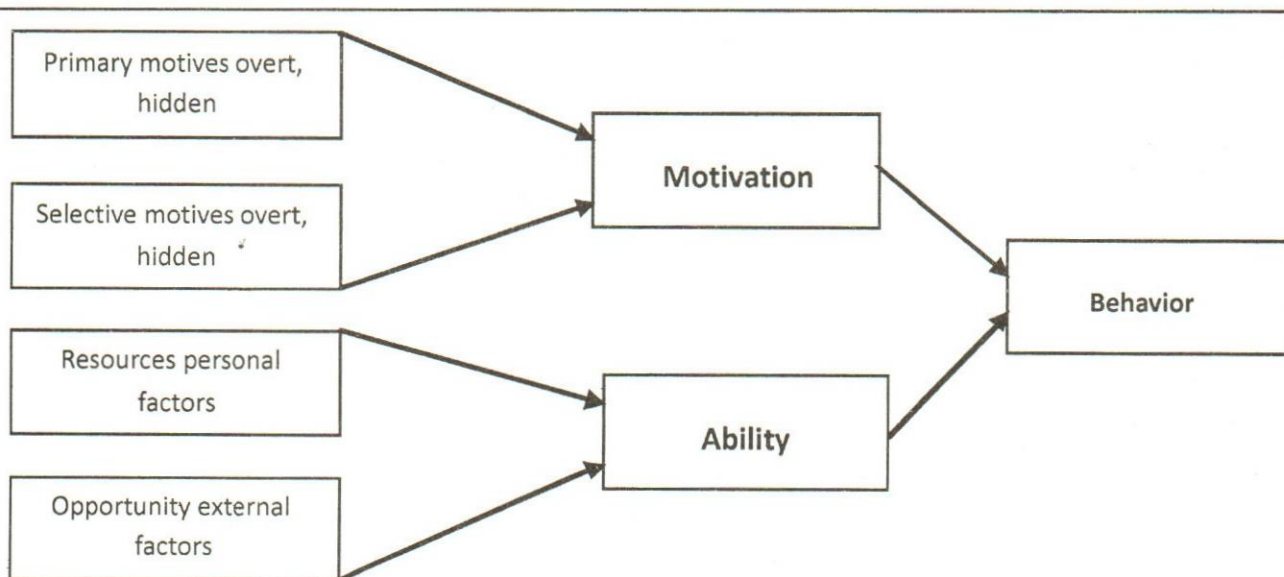 Primary motives overt,
hidden
Motivation
Selective motives overt,
hidden
Behavior
Resources personal
factors
Ability
Opportunity external
factors